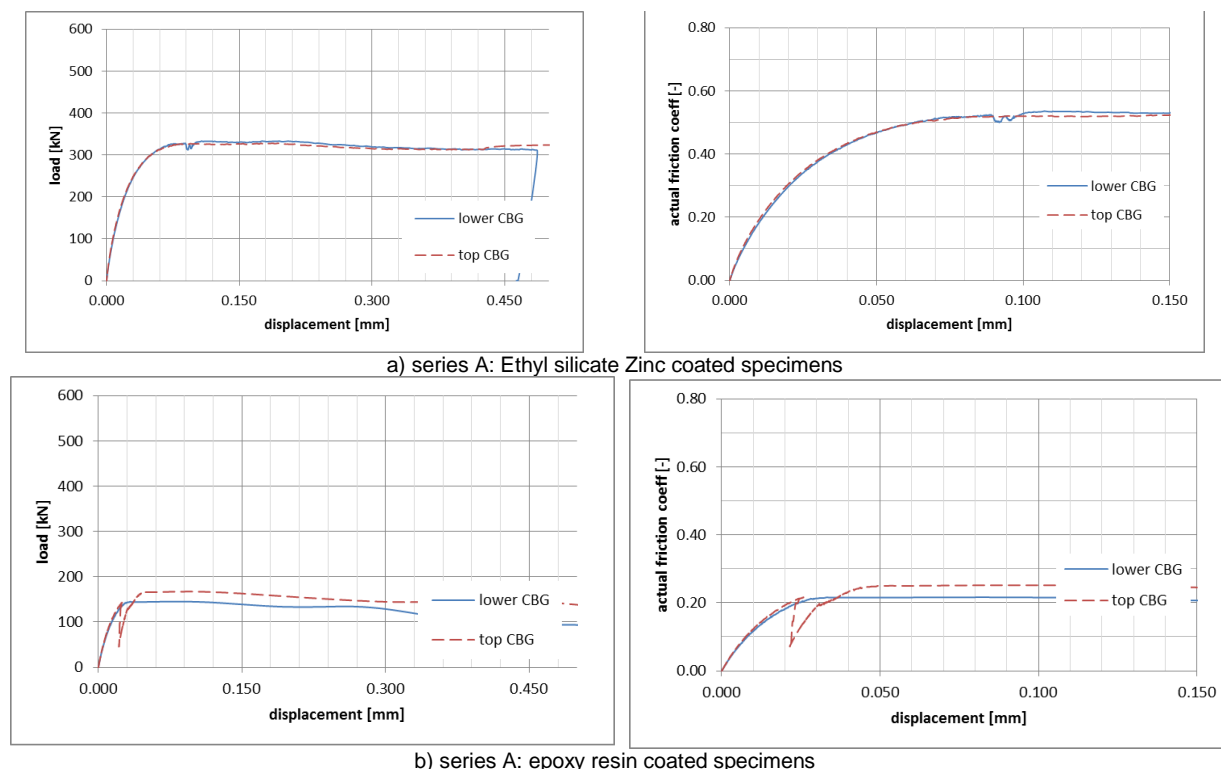 600
500
400
300
200
100
0
load [kN]
0.000 0.150 0.300 0.450
displacement [mm]
lower CBG
top CBG
0.80
0.60
0.40
0.20
0.00
actual friction coeff [-]
0.000 0.050 0.100 0.150
displacement [mm]
lower CBG
top CBG
a) series A: Ethyl silicate Zinc coated specimens
600
500
400
300
200
100
0
load [kN]
0.000 0.150 0.300 0.450
displacement [mm]
lower CBG
top CBG
0.80
0.60
0.40
0.20
0.00
actual friction coeff [-]
0.000 0.050 0.100 0.150
displacement [mm]
lower CBG
top CBG
b) series A: epoxy resin coated specimens